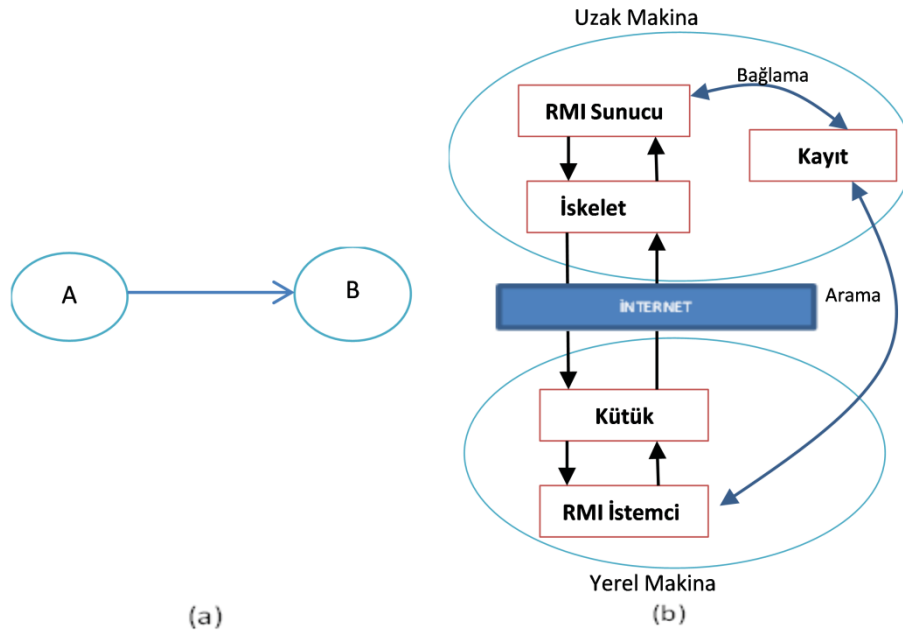 Uzak Makina
Bağlama
RMI Sunucu
Kayıt
İskelet
A
B
İNTERNET
Arama
Kütük
RMI İstemci
Yerel Makina
(a)
(b)